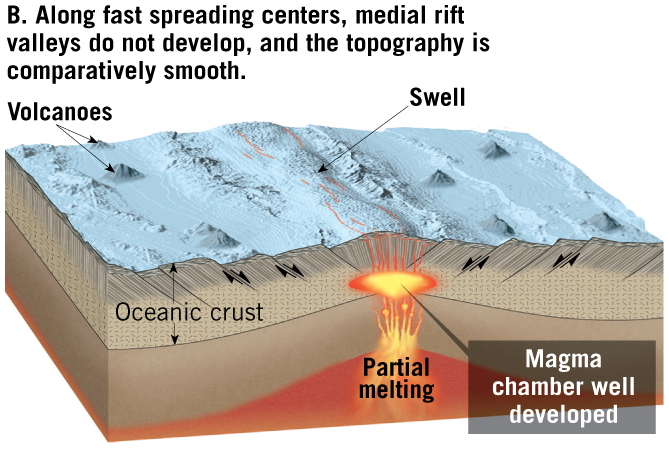 B. Along fast spreading centers, medial rift
valleys do not develop, and the topography is
comparatively smooth.
Swell
Volcanoes
Oceanic crust
Partial
melting
Magma
chamber well
developed